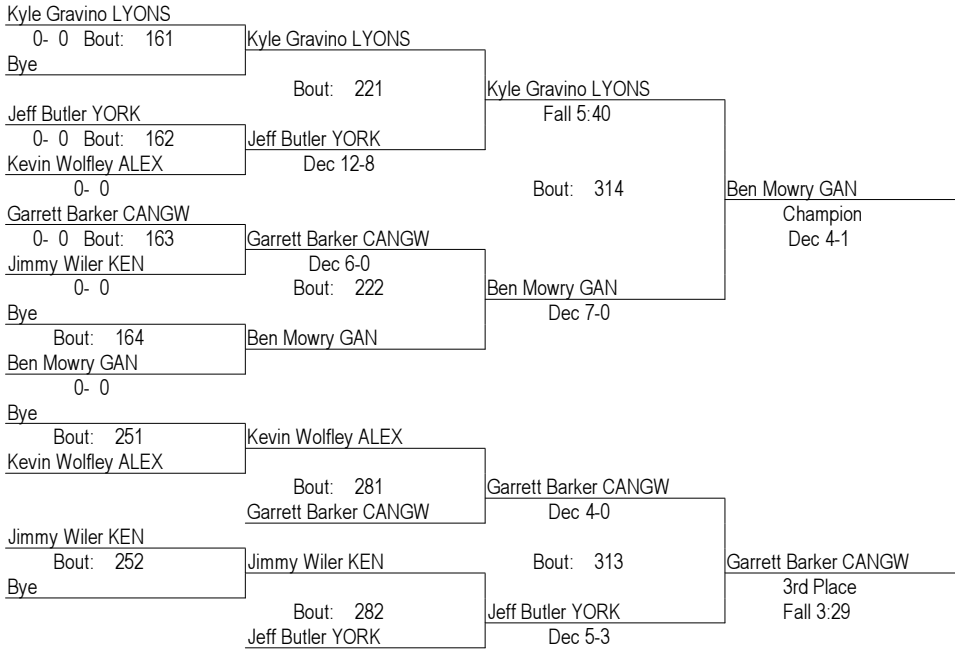 Kyle Gravino LYONS
0- 0 Bout: 161
Kyle Gravino LYONS
Bye
Bout: 221
Kyle Gravino LYONS
Jeff Butler YORK
Fall 5:40
0- 0 Bout: 162
Jeff Butler YORK
Kevin Wolfley ALEX
Dec 12-8
0- 0
Bout: 314
Ben Mowry GAN
Garrett Barker CANGW
Champion
0- 0 Bout: 163
Garrett Barker CANGW
Dec 4-1
Jimmy Wiler KEN
Dec 6-0
0- 0
Bout: 222
Ben Mowry GAN
Bye
Dec 7-0
Bout: 164
Ben Mowry GAN
Ben Mowry GAN
0- 0
Bye
Bout: 251
Kevin Wolfley ALEX
Kevin Wolfley ALEX
Bout: 281
Garrett Barker CANGW
Garrett Barker CANGW
Dec 4-0
Jimmy Wiler KEN
Bout: 252
Jimmy Wiler KEN
Bout: 313
Garrett Barker CANGW
Bye
3rd Place
Bout: 282
Jeff Butler YORK
Fall 3:29
Jeff Butler YORK
Dec 5-3